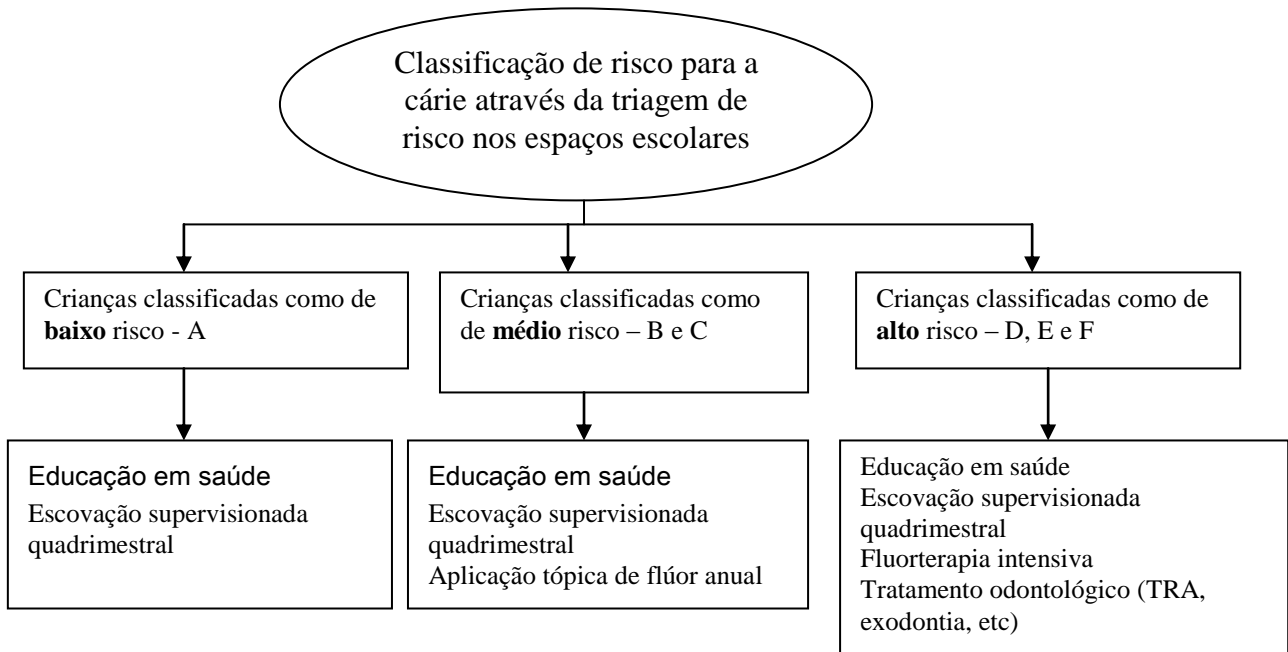 Classificação de risco para a
cárie através da triagem de
risco nos espaços escolares
Crianças classificadas como de
baixo risco - A
Crianças classificadas como
de médio risco – B e C
Crianças classificadas como de
alto risco – D, E e F
Educação em saúde
Escovação supervisionada
quadrimestral
Educação em saúde
Escovação supervisionada
quadrimestral
Aplicação tópica de flúor anual
Educação em saúde
Escovação supervisionada
quadrimestral
Fluorterapia intensiva
Tratamento odontológico (TRA,
exodontia, etc)